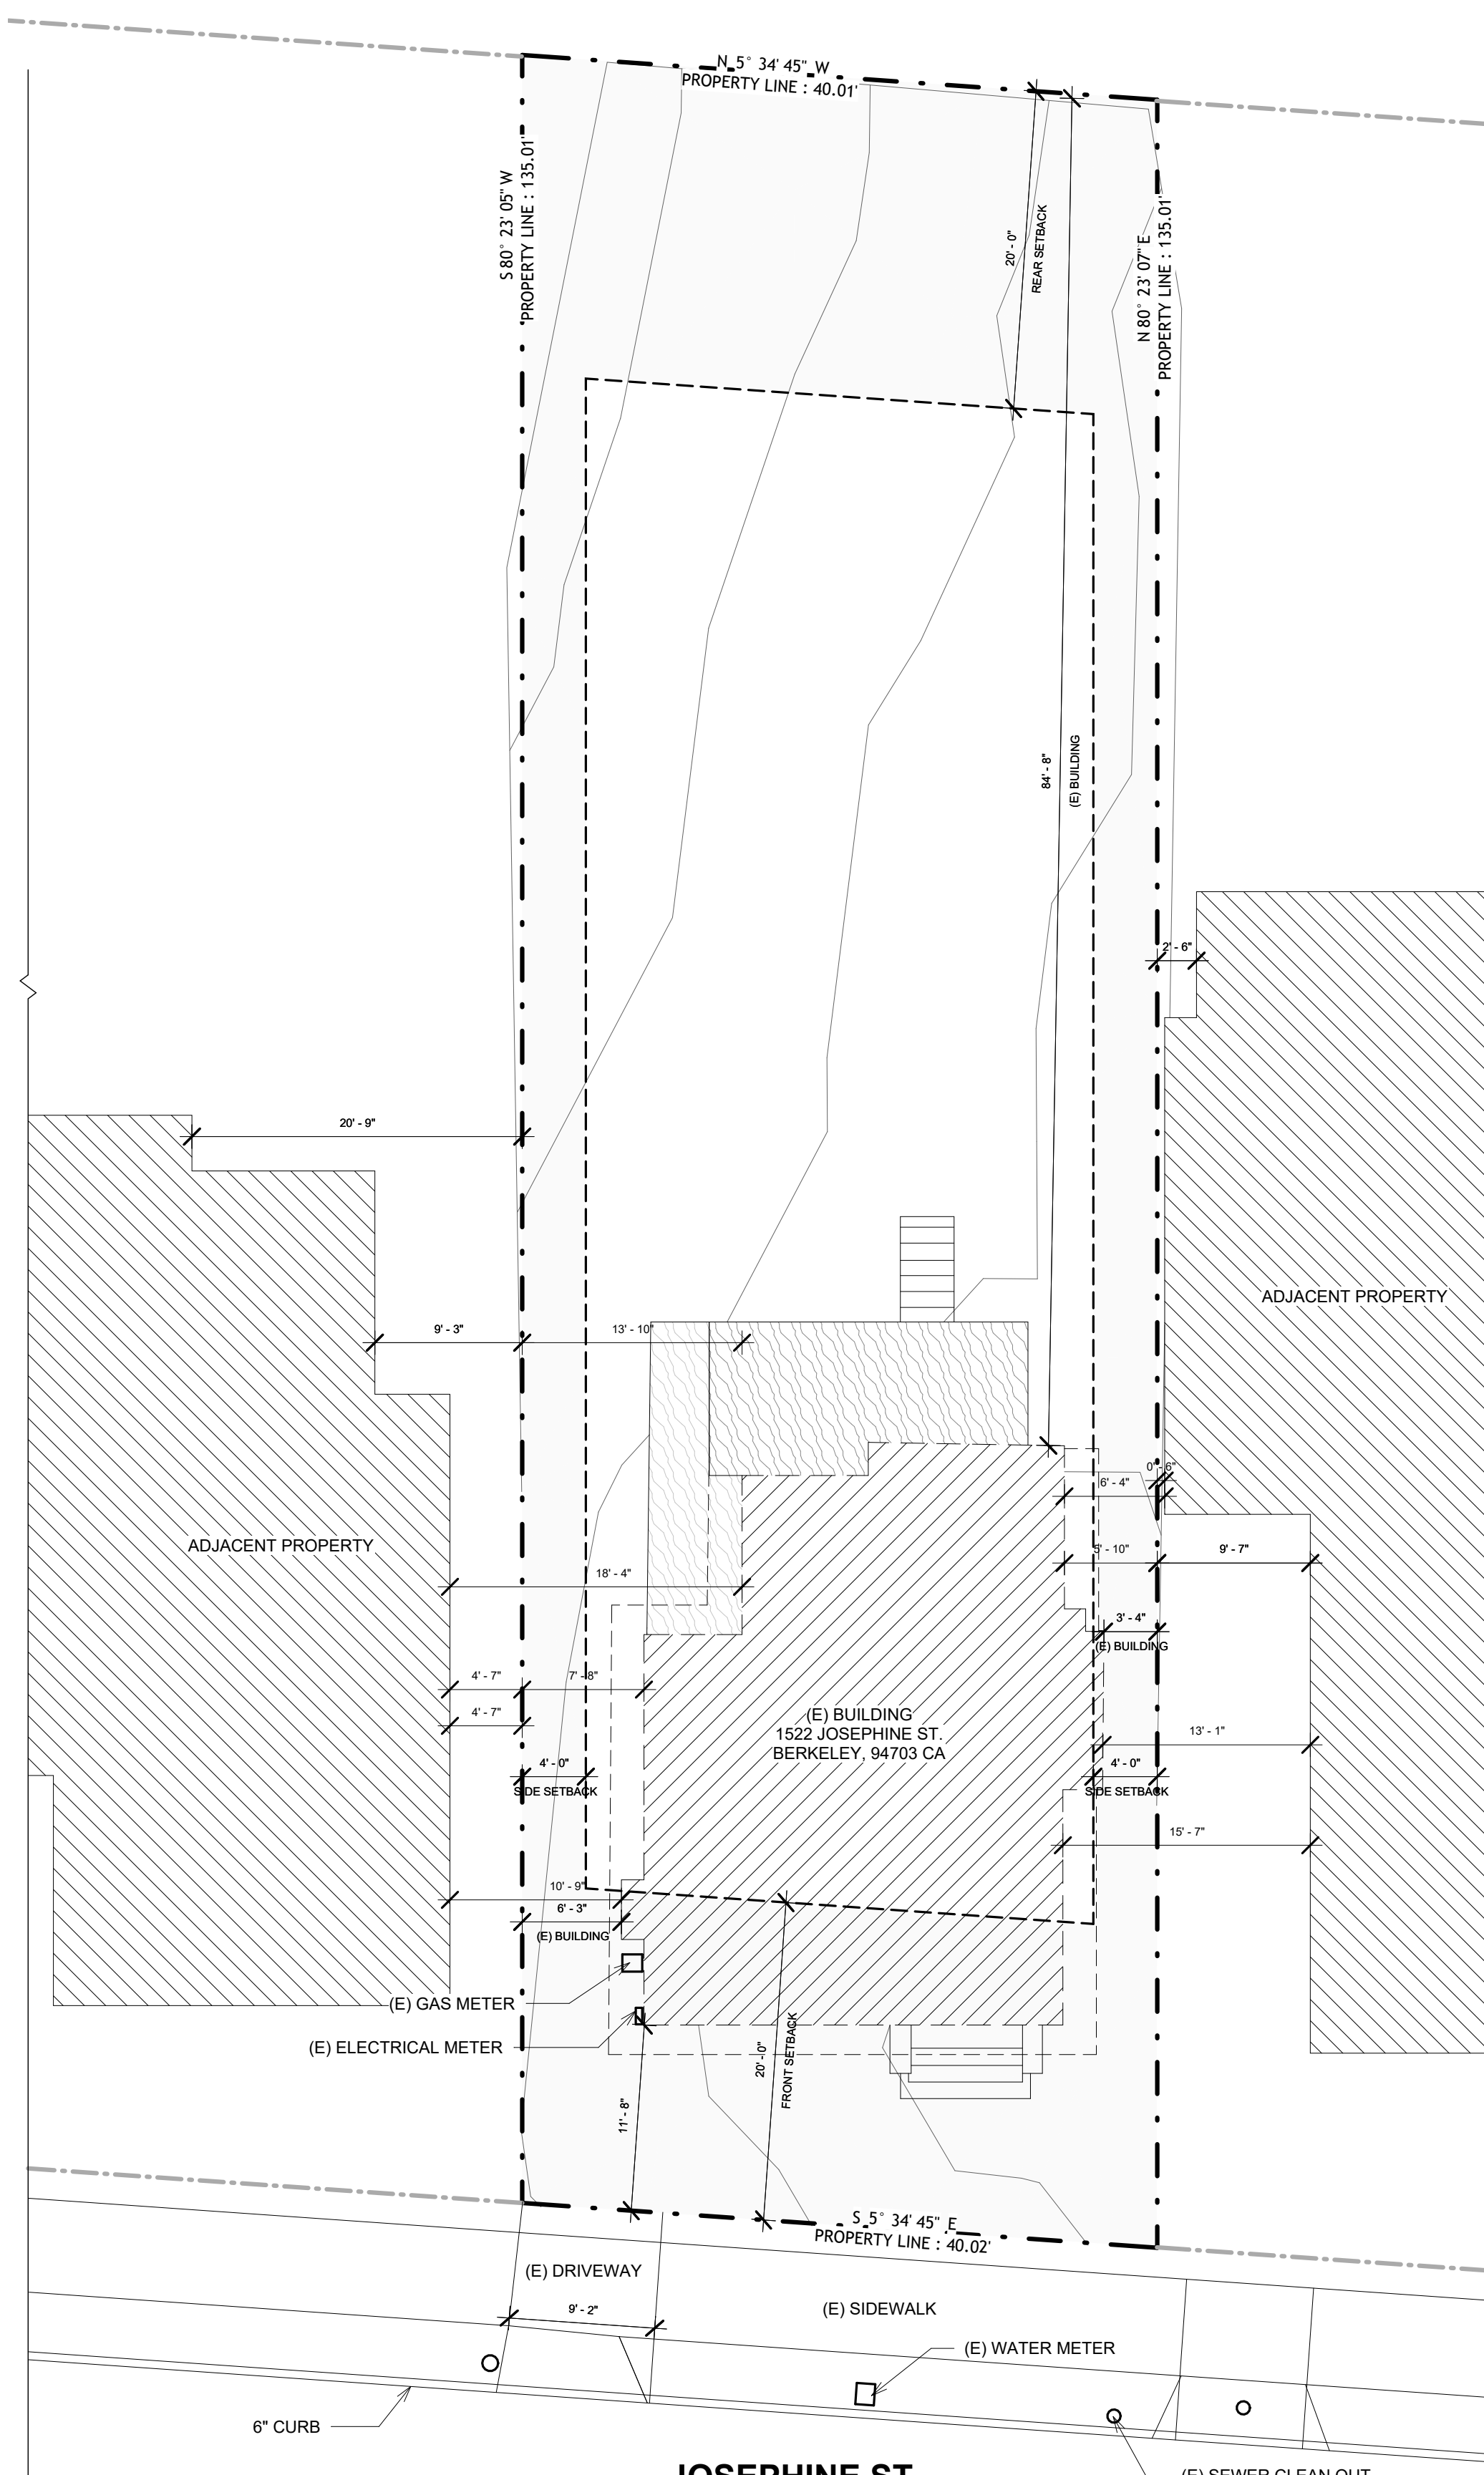 N 5° 34' 45" W
PROPERTY LINE : 40.01'
S 80° 23' 05" W
PROPERTY LINE : 135.01'
N 80° 23' 07" E
PROPERTY LINE : 135.01'
20' - 0"
REAR SETBACK
84' - 8"
(E) BUILDING
2' - 6"
20' - 9"
ADJACENT PROPERTY
9' - 3"
13' - 10"
0' - 6"
6' - 4"
ADJACENT PROPERTY
5' - 10"
9' - 7"
18' - 4"
3' - 4"
(E) BUILDING
4' - 7"
7' - 8"
4' - 7"
(E) BUILDING
1522 JOSEPHINE ST.
BERKELEY, 94703 CA
13' - 1"
4' - 0"
SIDE SETBACK
4' - 0"
SIDE SETBACK
15' - 7"
10' - 9"
6' - 3"
(E) BUILDING
(E) GAS METER
(E) ELECTRICAL METER
20' - 0"
FRONT SETBACK
11' - 8"
S 5° 34' 45" E
PROPERTY LINE : 40.02'
(E) DRIVEWAY
9' - 2"
(E) SIDEWALK
(E) WATER METER
6" CURB
JOSEPHINE ST
(E) SEWER CLEAN OUT